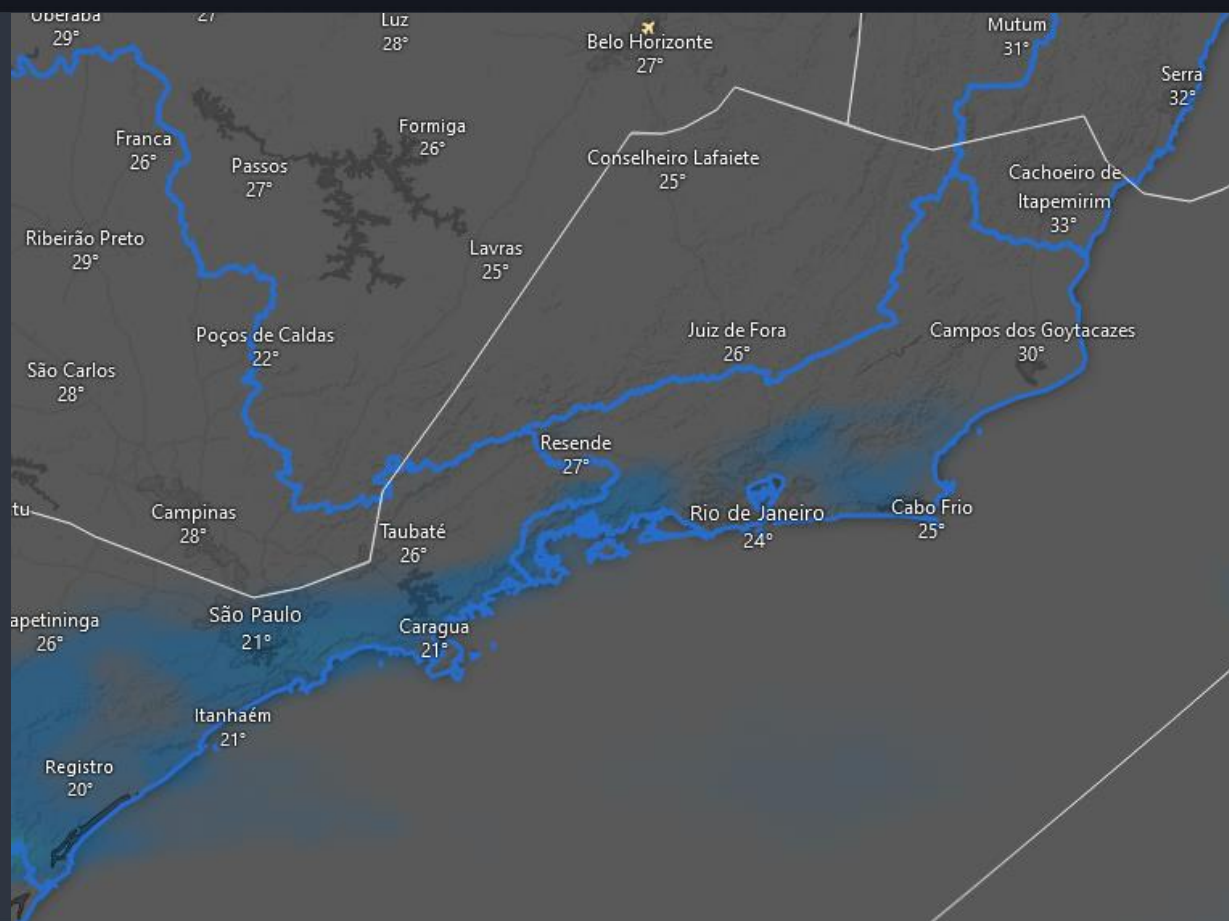 Uberaba
29°
27
Luz
28°
Belo Horizonte
27°
Mutum
31°
Serra
32°
Franca
26°
Passos
27°
Formiga
26°
Conselheiro Lafaiete
25°
Cachoeiro de
Itapemirim
33°
Ribeirão Preto
29°
Lavras
25°
Poços de Caldas
22°
Juiz de Fora
26°
Campos dos Goytacazes
30°
São Carlos
28°
Resende
27°
tu
Campinas
28°
Taubaté
26°
Rio de Janeiro
24°
Cabo Frio
25°
apetininga
26°
São Paulo
21°
Caragua
21°
Itanhaém
21°
Registro
20°